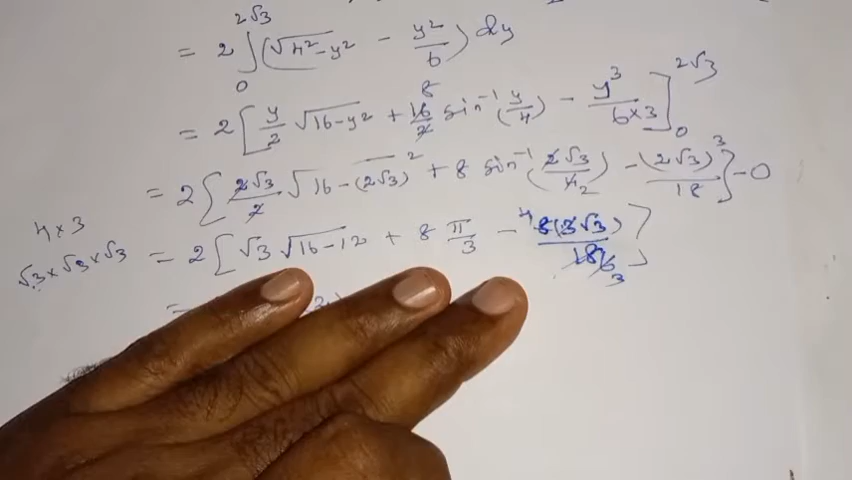 = 2 ∫₀^{2√3} (√(4²-y²) - y²/6) dy
= 2 [ y/2 √(16-y²) + 16/2 8 sin⁻¹(y/4) - y³/(6×3) ]₀^{2√3}
= 2 [ 2√3/2 √(16-(2√3)²) + 8 sin⁻¹(2√3/4 2) - (2√3)³/18 ] - 0
4×3
√3×√3×√3 = 2 [ √3 √(16-12) + 8 π/3 - 4 8(3√3)/18 6 3 ]
=